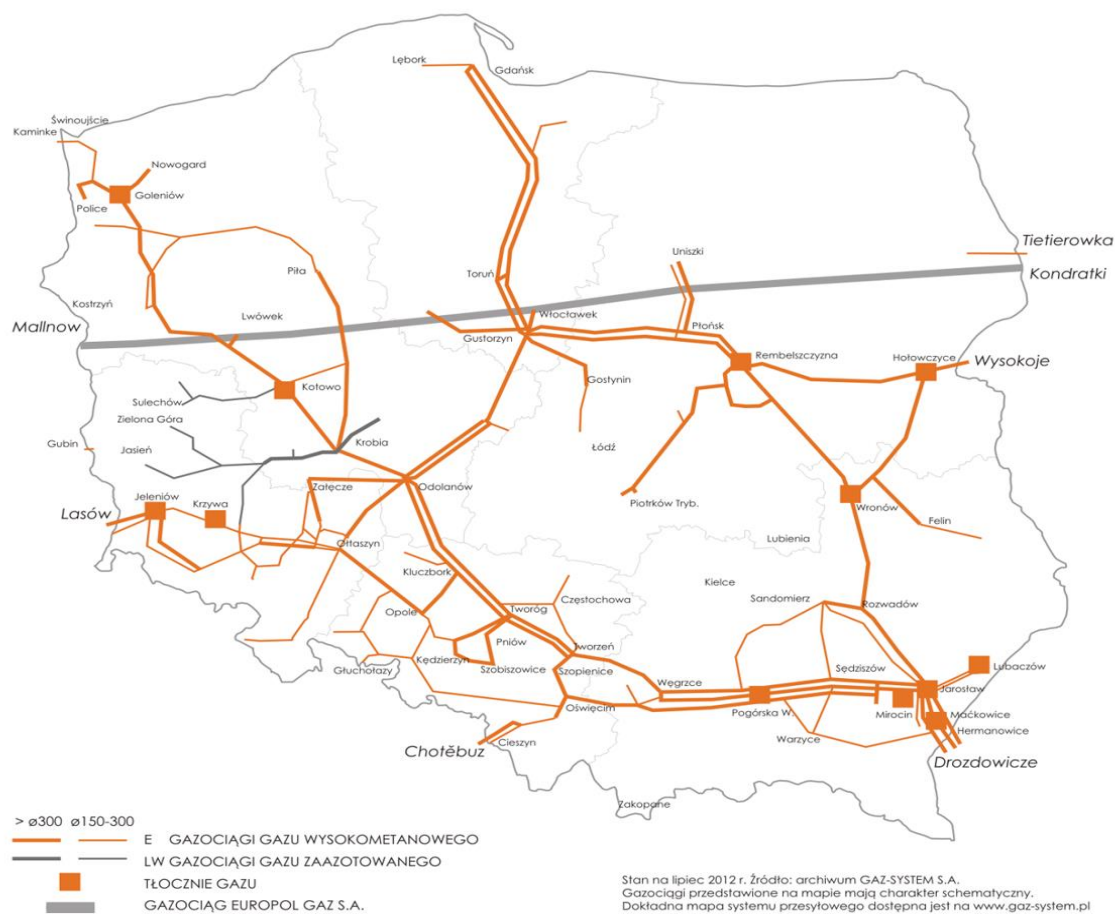 Lębork
Gdańsk
Świnoujście
Kaminke
Nowogard
Goleniów
Police
Tietierowka
Uniszki
Kondratki
Toruń
Piła
Kostrzyń
Lwówek
Włocławek
Mallnow
Gustorzyn
Płońsk
Rembelszczyzna
Hołowczyce
Wysokoje
Gostynin
Kotowo
Sulechów
Zielona Góra
Krobia
Gubin
Jasień
Łódź
Odolanów
Załęcze
Jeleniów
Krzywa
Piotrków Tryb.
Wronów
Lasów
Felin
Lubienia
Ołtaszyn
Kluczbork
Kielce
Częstochowa
Sandomierz
Opole
Tworóg
Rozwadów
Pniów
Tworzeń
Kędzierzyn
Głuchołazy
Szobiszowice
Szopienice
Sędziszów
Lubaczów
Węgrzce
Jarosław
Oświęcim
Pogórska W.
Mirocin
Maćkowice
Hermanowice
Warzyce
Cieszyn
Chotěbuz
Drozdowicze
Zakopane
> ø300 ø150-300
E GAZOCIĄGI GAZU WYSOKOMETANOWEGO
LW GAZOCIĄGI GAZU ZAAZOTOWANEGO
TŁOCZNIE GAZU
GAZOCIĄG EUROPOL GAZ S.A.
Stan na lipiec 2012 r. Źródło: archiwum GAZ-SYSTEM S.A.
Gazociągi przedstawione na mapie mają charakter schematyczny.
Dokładna mapa systemu przesyłowego dostępna jest na www.gaz-system.pl